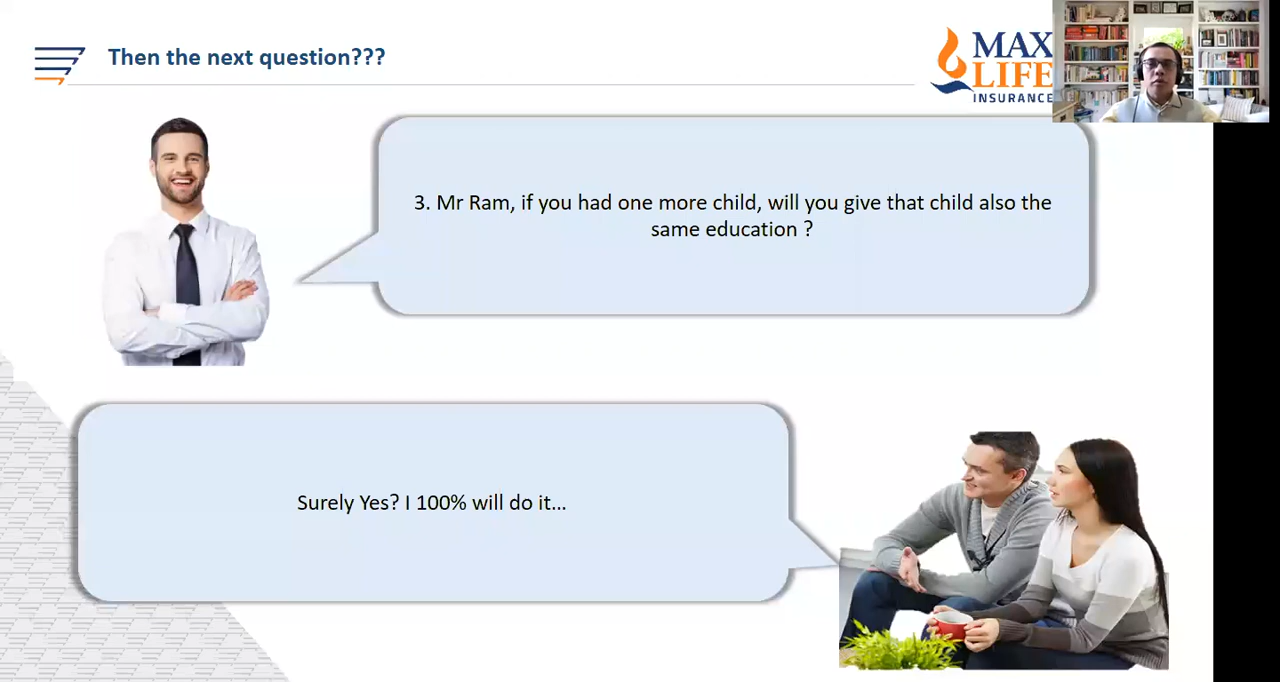 Then the next question???
MAX
LIFE
INSURANCE
3. Mr Ram, if you had one more child, will you give that child also the
same education ?
Surely Yes? I 100% will do it...